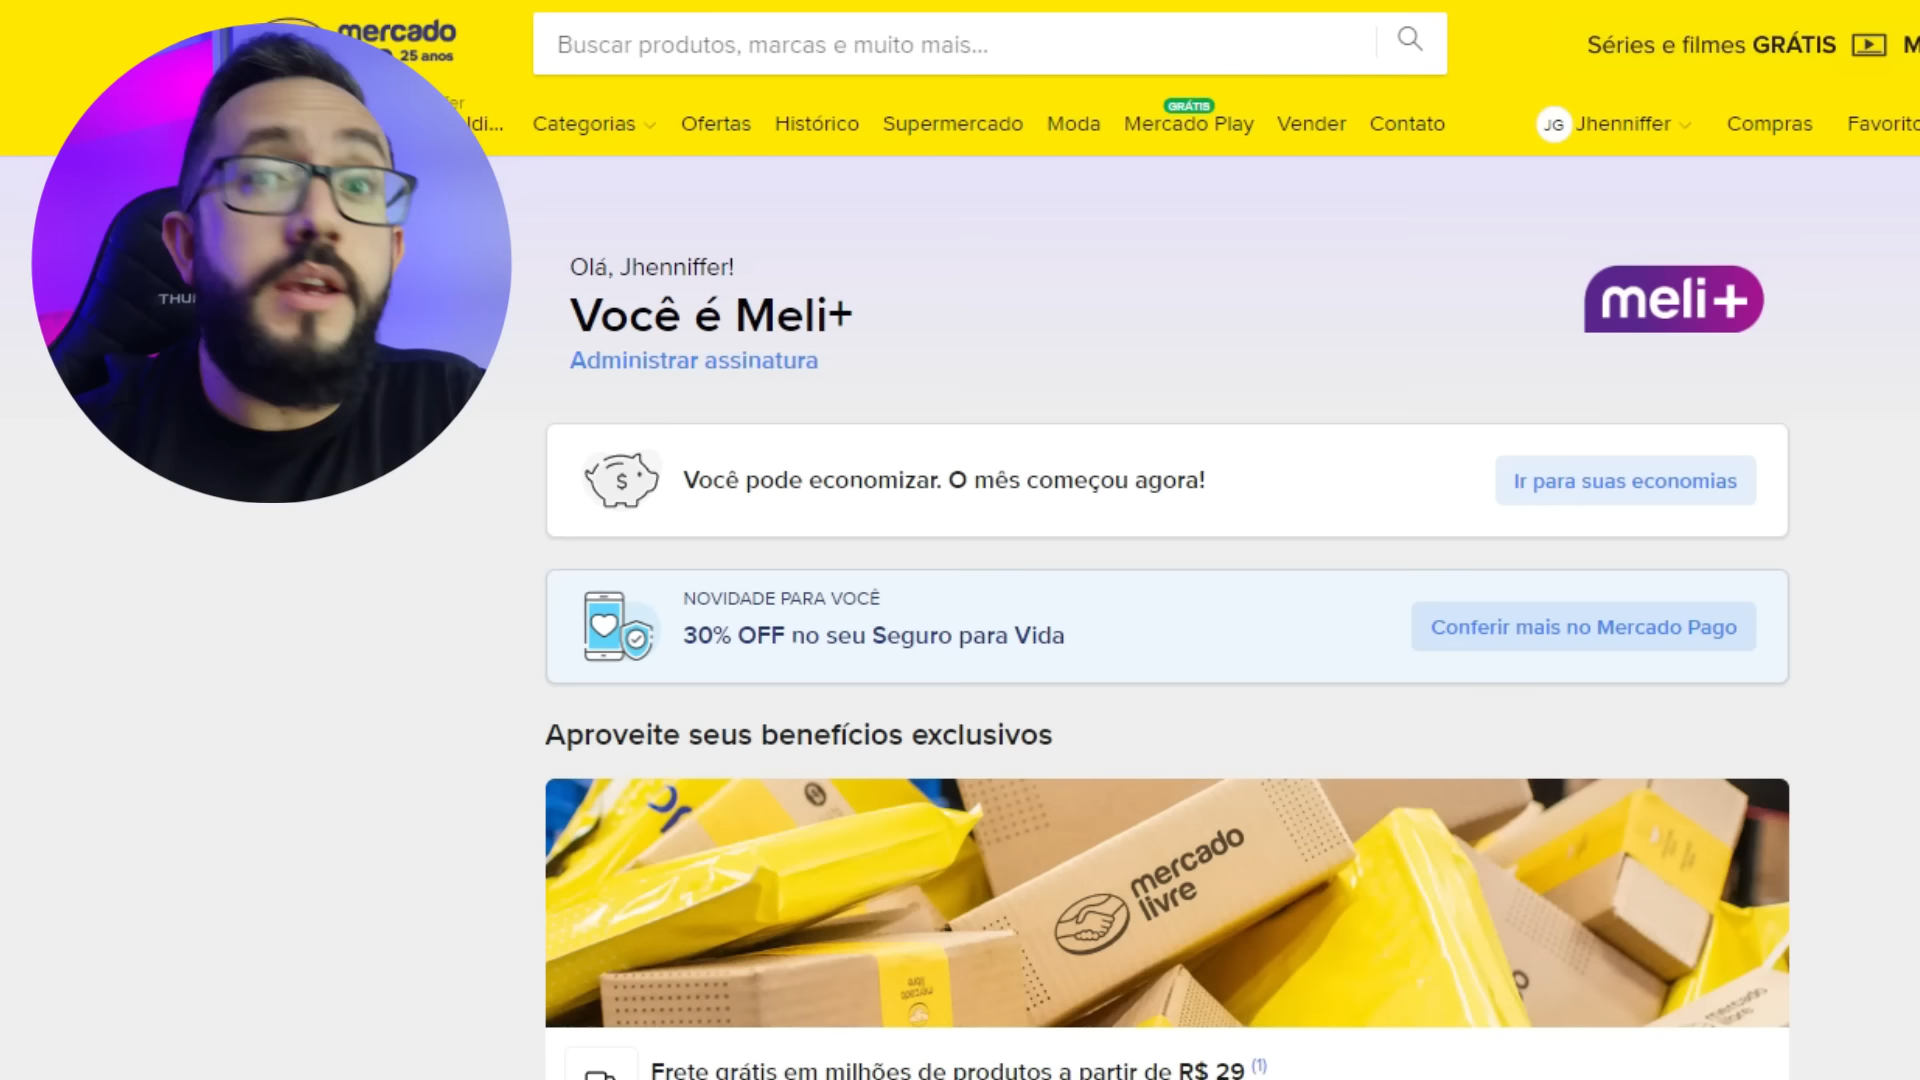 mercado
25 anos
Buscar produtos, marcas e muito mais...
Séries e filmes GRÁTIS
Categorias
Ofertas
Histórico
Supermercado
Moda
GRÁTIS
Mercado Play
Vender
Contato
JG
Jhenniffer
Compras
THU
Olá, Jhenniffer!
Você é Meli+
Administrar assinatura
meli+
Você pode economizar. O mês começou agora!
Ir para suas economias
NOVIDADE PARA VOCÊ
30% OFF no seu Seguro para Vida
Conferir mais no Mercado Pago
Aproveite seus benefícios exclusivos
mercado
livre
Frete grátis em milhões de produtos a partir de R$ 29 (1)